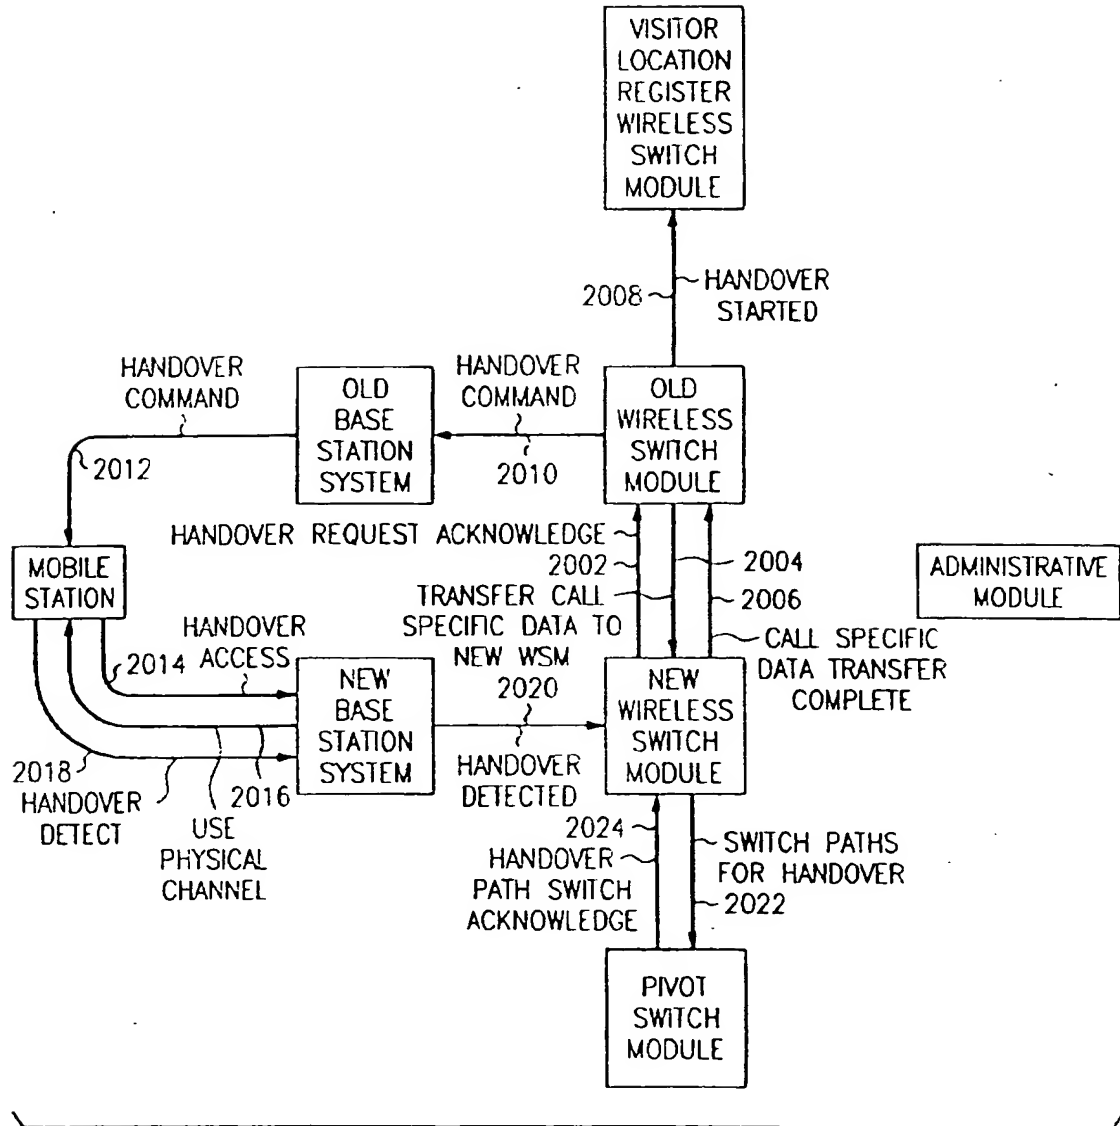 VISITOR
LOCATION
REGISTER
WIRELESS
SWITCH
MODULE
2008
HANDOVER
STARTED
HANDOVER
COMMAND
2012
OLD
BASE
STATION
SYSTEM
HANDOVER
COMMAND
2010
OLD
WIRELESS
SWITCH
MODULE
HANDOVER REQUEST ACKNOWLEDGE
2002
2004
TRANSFER CALL
SPECIFIC DATA TO
NEW WSM
2006
CALL SPECIFIC
DATA TRANSFER
COMPLETE
ADMINISTRATIVE
MODULE
MOBILE
STATION
HANDOVER
ACCESS
2014
NEW
BASE
STATION
SYSTEM
2020
HANDOVER
DETECTED
NEW
WIRELESS
SWITCH
MODULE
2018
HANDOVER
DETECT
2016
USE
PHYSICAL
CHANNEL
2024
HANDOVER
PATH SWITCH
ACKNOWLEDGE
SWITCH PATHS
FOR HANDOVER
2022
PIVOT
SWITCH
MODULE